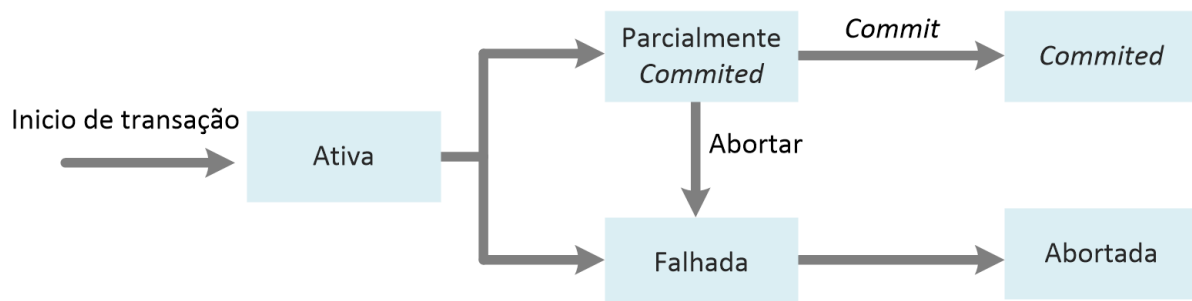 Parcialmente
Commited
Commit
Commited
Inicio de transação
Ativa
Abortar
Falhada
Abortada